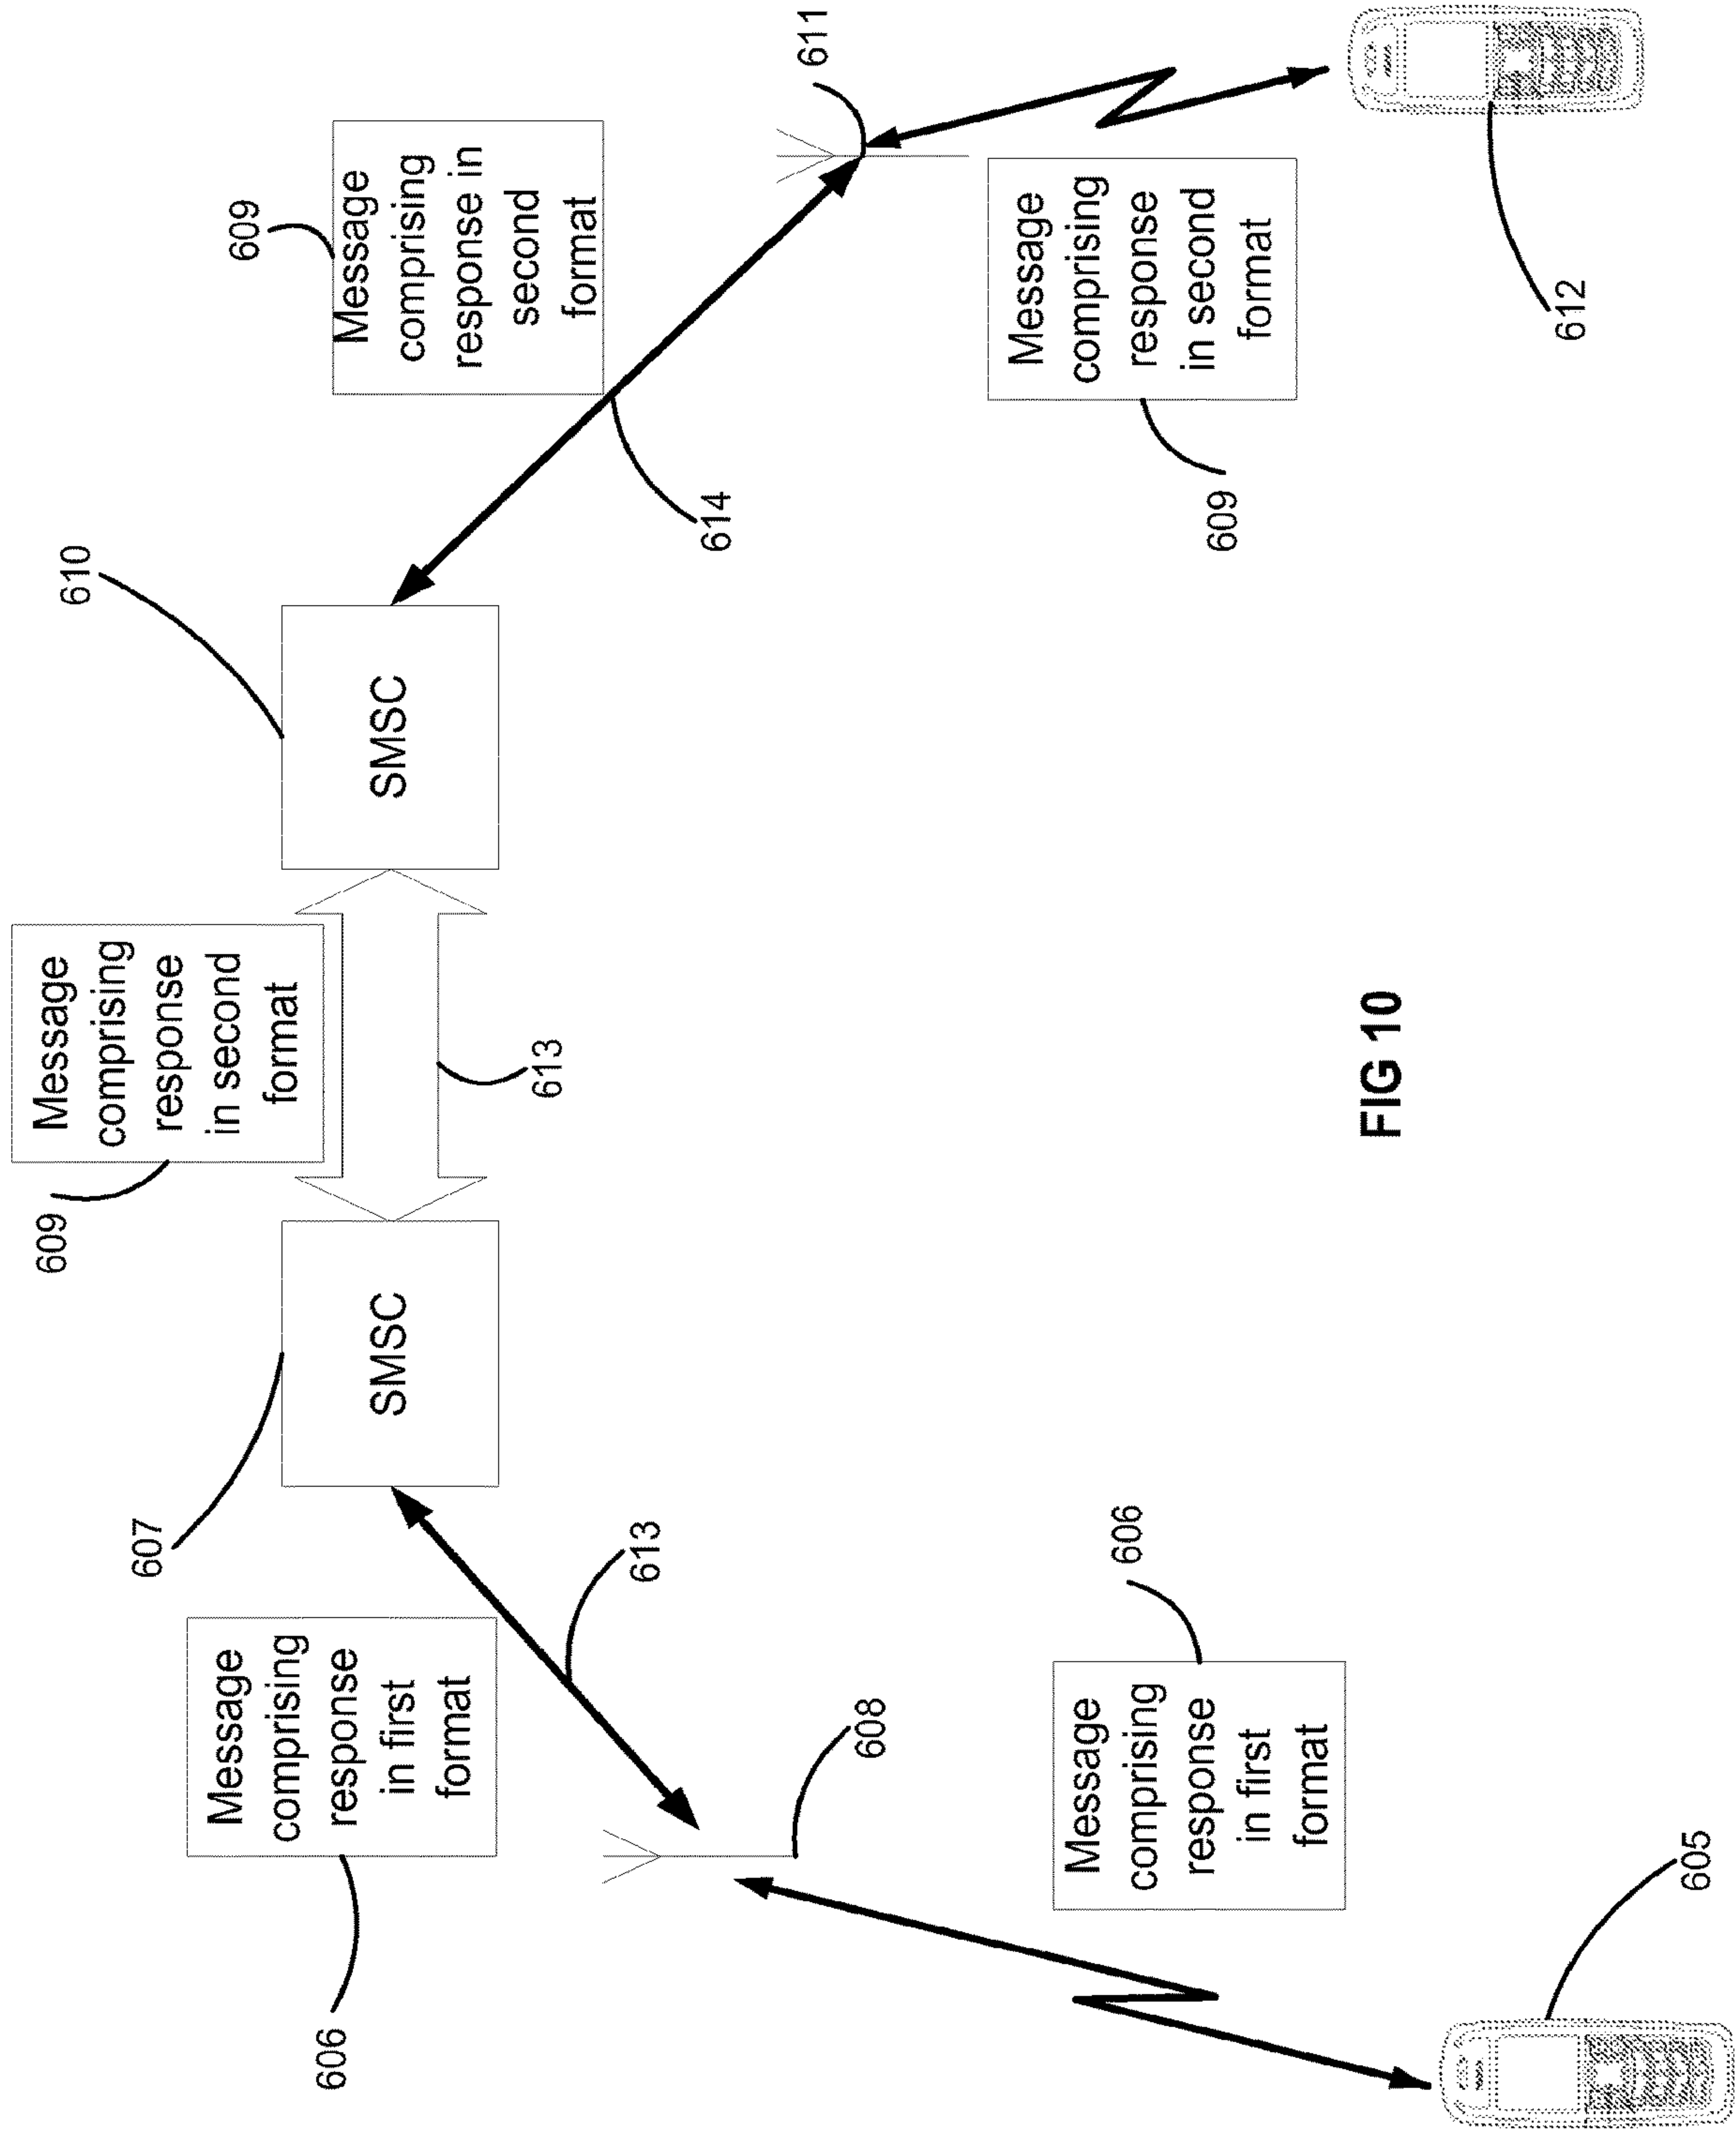 609
Message
comprising
response
in second
format
610
607
609
606
Message
comprising
response
in first
format
SMSC
SMSC
Message
comprising
response in
second
format
613
613
614
611
608
Message
comprising
response
in first
format
606
609
Message
comprising
response
in second
format
FIG 10
612
605